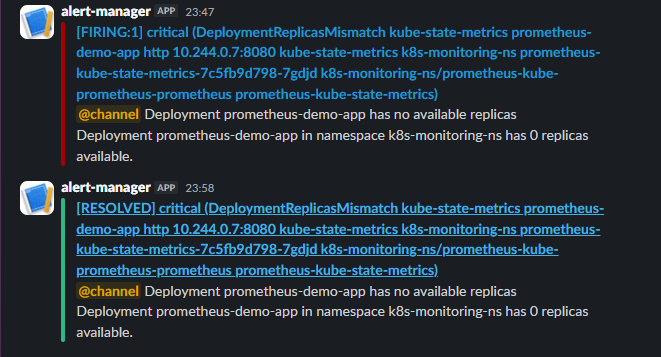 alert-manager APP 23:47
[FIRING:1] critical (DeploymentReplicasMismatch kube-state-metrics prometheus-
demo-app http 10.244.0.7:8080 kube-state-metrics k8s-monitoring-ns prometheus-
kube-state-metrics-7c5fb9d798-7gdjd k8s-monitoring-ns/prometheus-kube-
prometheus-prometheus prometheus-kube-state-metrics)
@channel Deployment prometheus-demo-app has no available replicas
Deployment prometheus-demo-app in namespace k8s-monitoring-ns has 0 replicas
available.
alert-manager APP 23:58
[RESOLVED] critical (DeploymentReplicasMismatch kube-state-metrics prometheus-
demo-app http 10.244.0.7:8080 kube-state-metrics k8s-monitoring-ns prometheus-
kube-state-metrics-7c5fb9d798-7gdjd k8s-monitoring-ns/prometheus-kube-
prometheus-prometheus prometheus-kube-state-metrics)
@channel Deployment prometheus-demo-app has no available replicas
Deployment prometheus-demo-app in namespace k8s-monitoring-ns has 0 replicas
available.